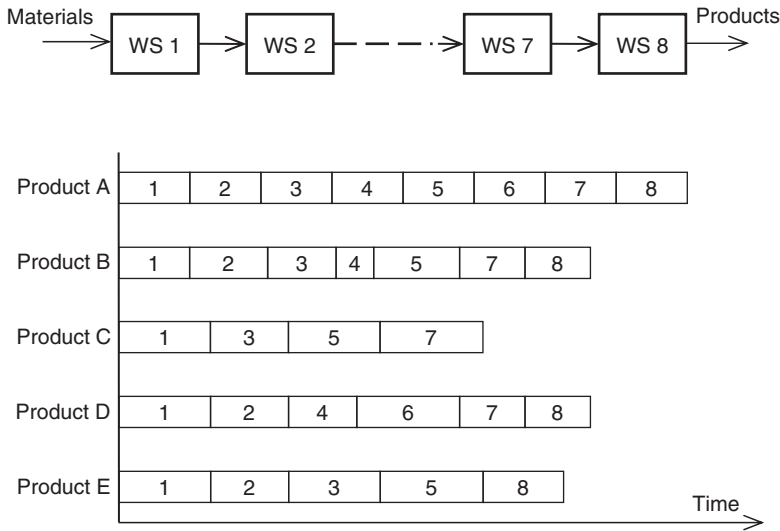 Materials Products
WS 1 WS 2 WS 7 WS 8
Product A 1 2 3 4 5 6 7 8
Product B 1 2 3 4 5 7 8
Product C 1 3 5 7
Product D 1 2 4 6 7 8
Product E 1 2 3 5 8
Time